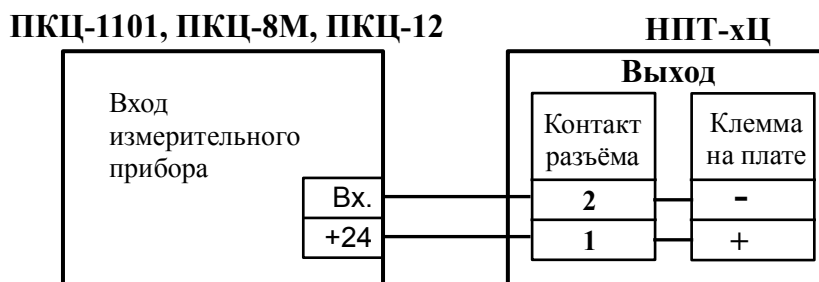 ПКЦ-1101, ПКЦ-8М, ПКЦ-12
НПТ-хЦ
Выход
Вход
измерительного
прибора
Контакт
разъёма
Клемма
на плате
Вх.
2
-
+24
1
+